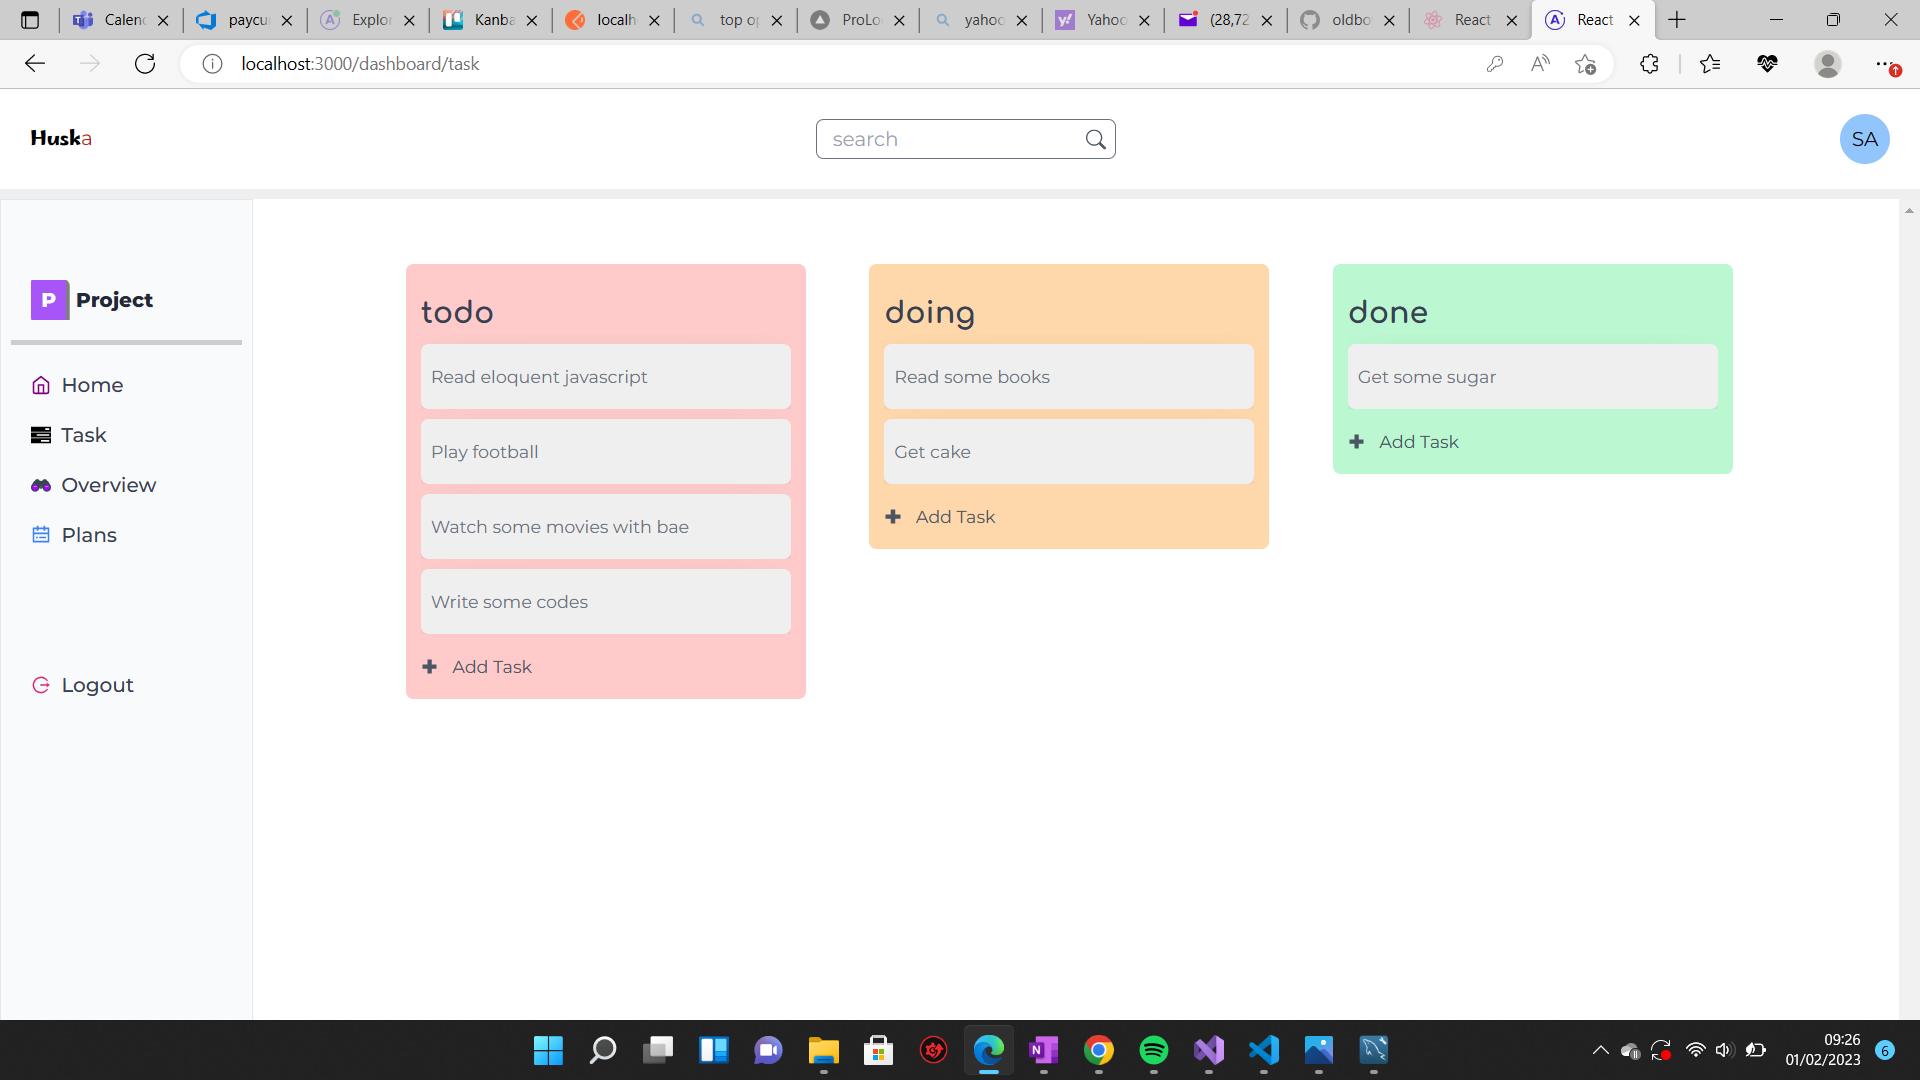 Calend
paycu
Explor
Kanba
localh
top op
ProLo
yahoo
Yahoo
(28,72
oldbo
React
React
localhost:3000/dashboard/task
Huska
search
SA
P Project
Home
Task
Overview
Plans
Logout
todo
Read eloquent javascript
Play football
Watch some movies with bae
Write some codes
Add Task
doing
Read some books
Get cake
Add Task
done
Get some sugar
Add Task
09:26
01/02/2023
6